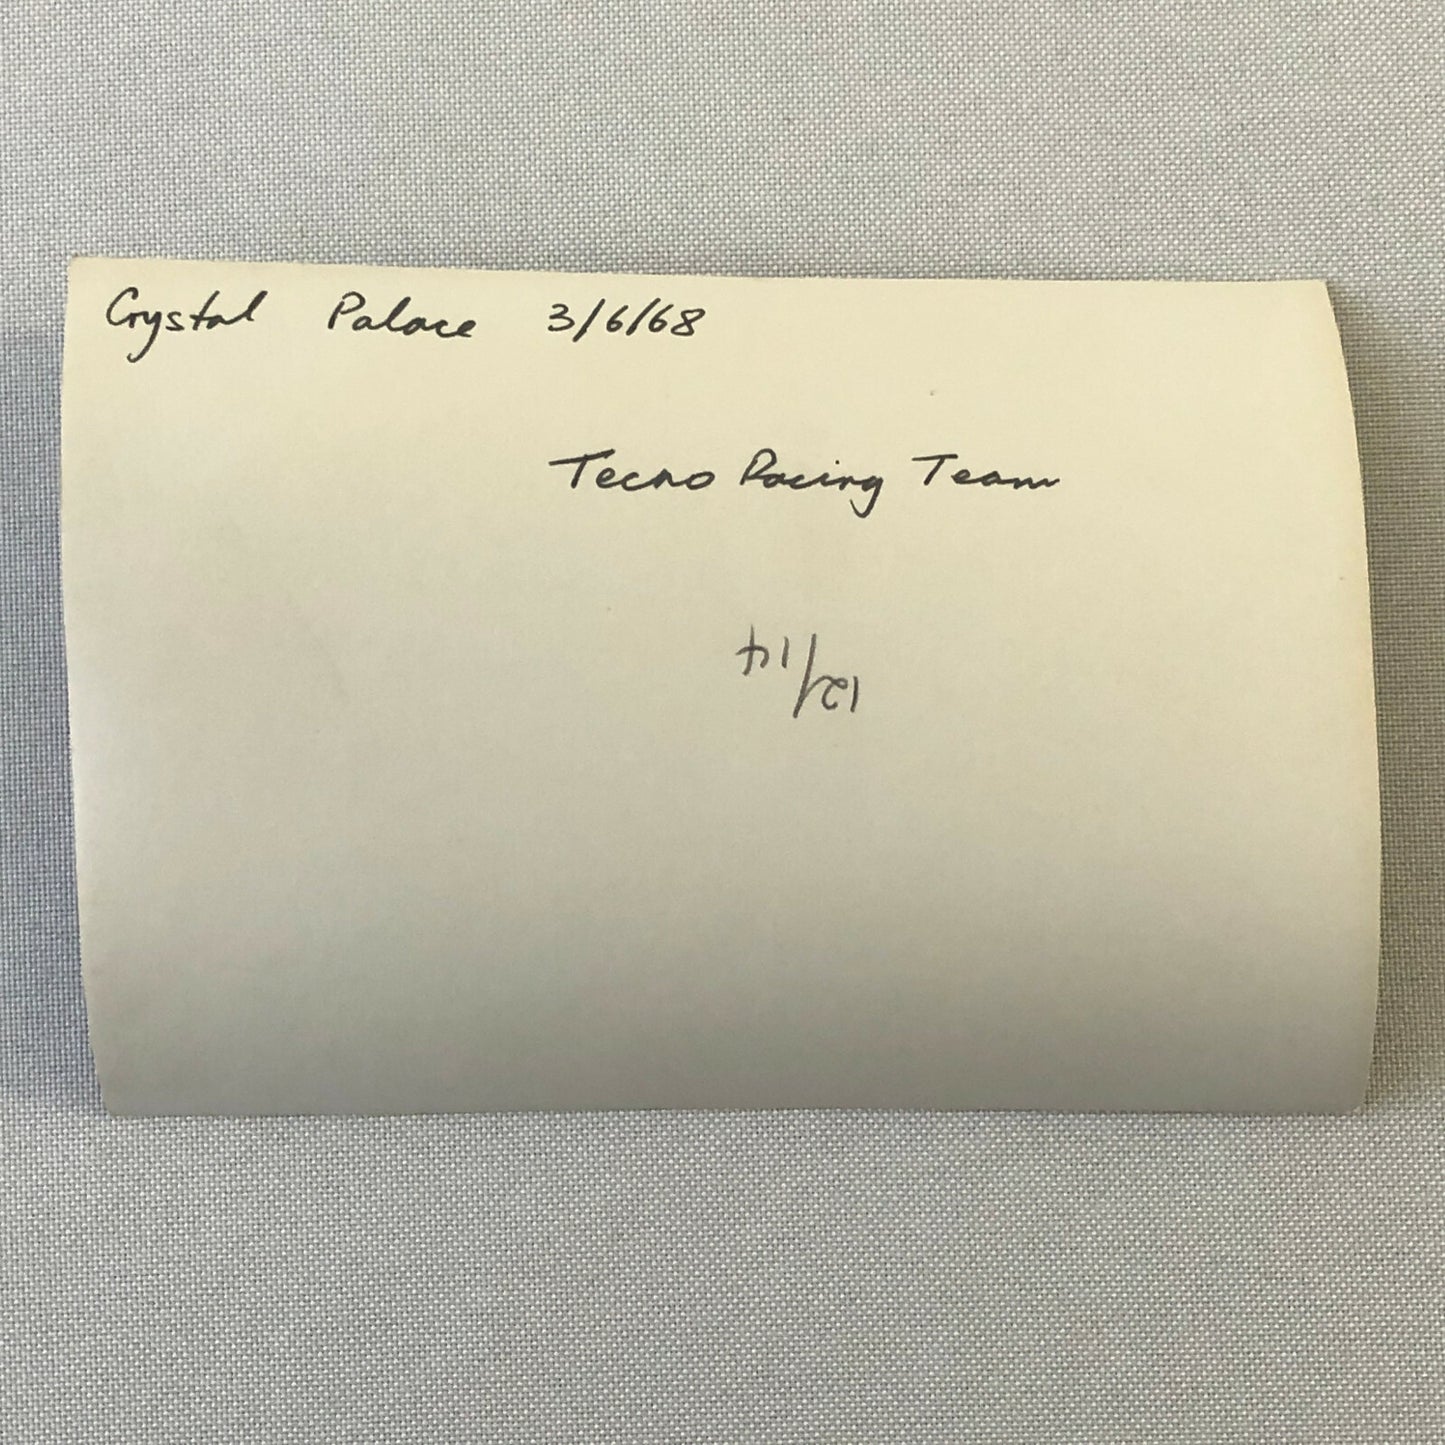 Crystal Palace 3/6/68
Tecno Racing Team
12/14